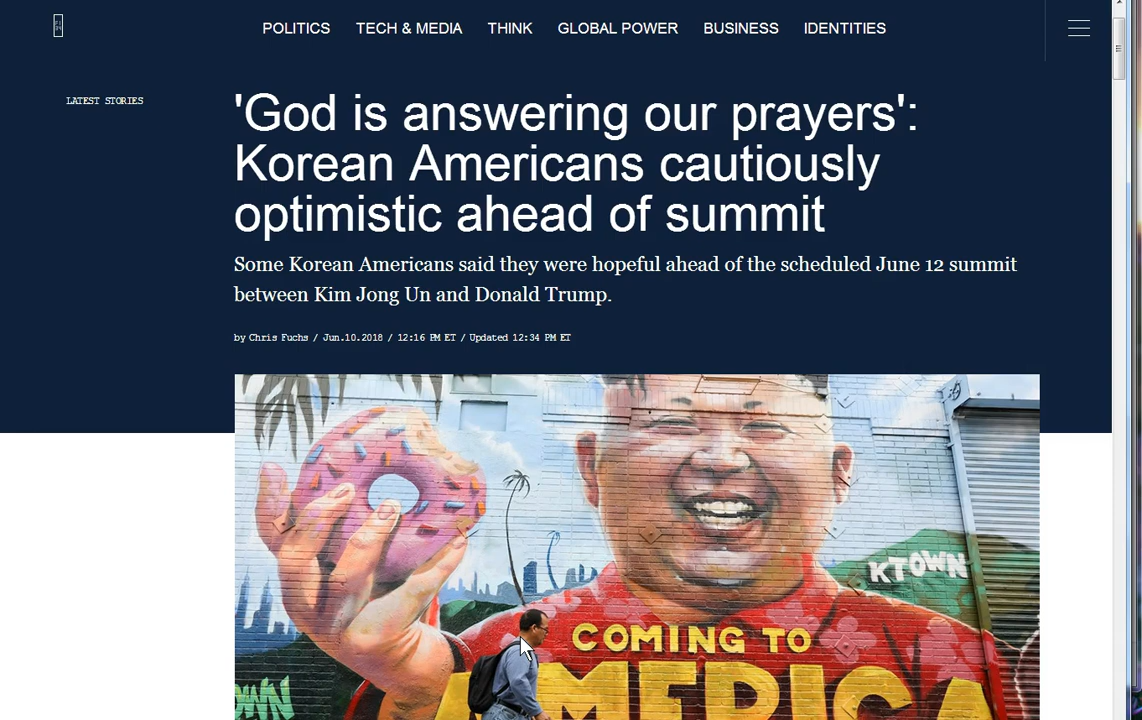 POLITICS TECH & MEDIA THINK GLOBAL POWER BUSINESS IDENTITIES
LATEST STORIES
'God is answering our prayers':
Korean Americans cautiously
optimistic ahead of summit
Some Korean Americans said they were hopeful ahead of the scheduled June 12 summit
between Kim Jong Un and Donald Trump.
by Chris Fuchs / Jun.10.2018 / 12:16 PM ET / Updated 12:34 PM ET
KTOWN
COMING TO
AMERICA